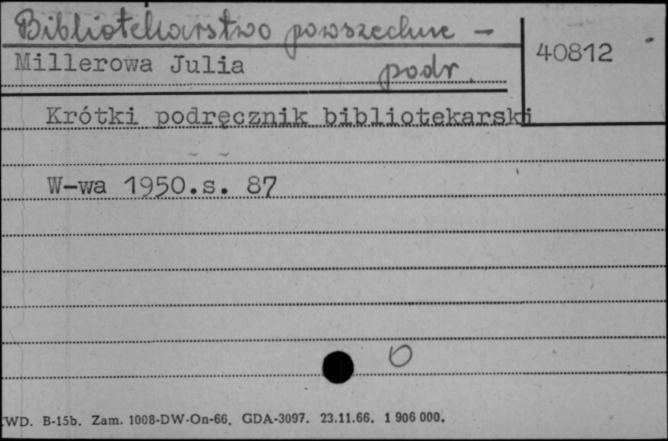 Bibliotekarstwo powszechne -
40812
Millerowa Julia
podr.
Krótki podręcznik bibliotekarski
W-wa 1950.s. 87
0
WD. B-15b. Zam. 1008-DW-On-66. GDA-3097. 23.11.66. 1 906 000.